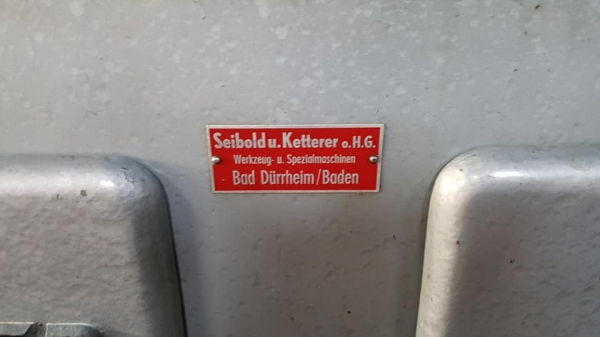 Seibold u. Ketterer o.H.G.
Werkzeug- u. Spezialmaschinen
Bad Dürrheim/Baden